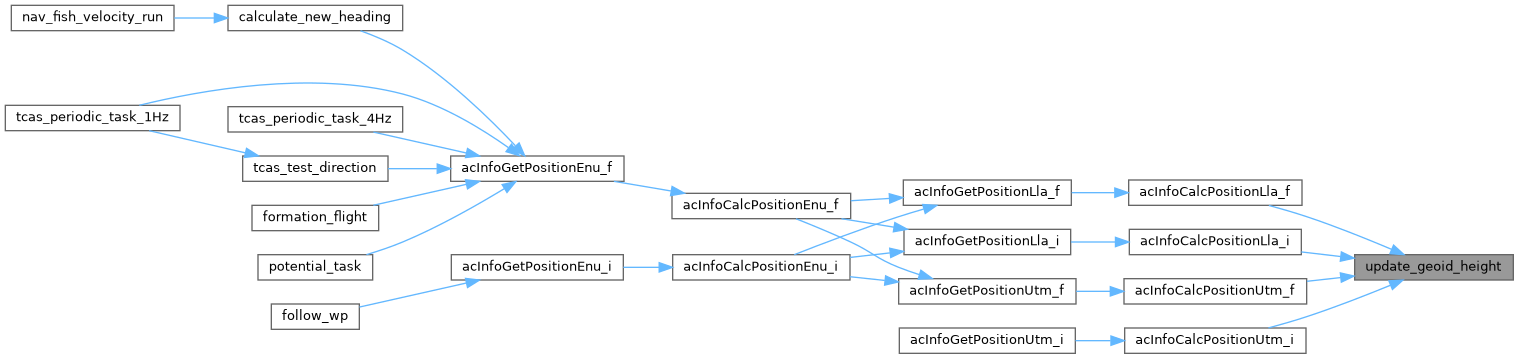 nav_fish_velocity_run
calculate_new_heading
tcas_periodic_task_1Hz
tcas_periodic_task_4Hz
tcas_test_direction
acInfoGetPositionEnu_f
formation_flight
potential_task
acInfoGetPositionEnu_i
follow_wp
acInfoCalcPositionEnu_f
acInfoCalcPositionEnu_i
acInfoGetPositionLla_f
acInfoCalcPositionLla_f
acInfoGetPositionLla_i
acInfoCalcPositionLla_i
update_geoid_height
acInfoGetPositionUtm_f
acInfoCalcPositionUtm_f
acInfoGetPositionUtm_i
acInfoCalcPositionUtm_i